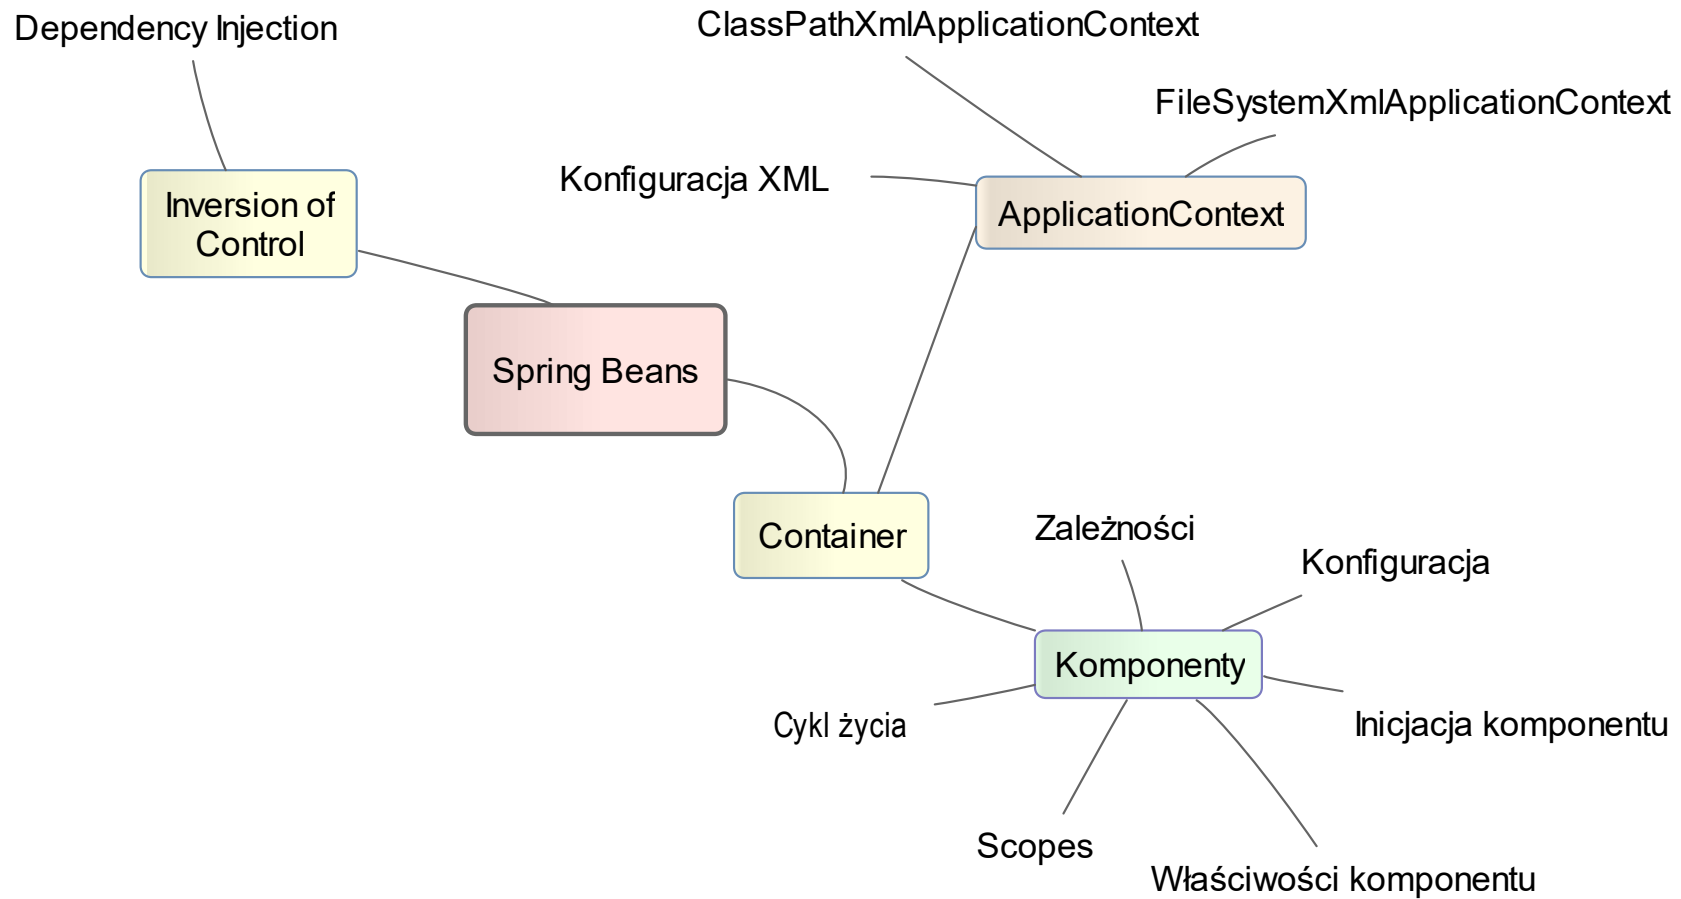 Dependency Injection
ClassPathXmlApplicationContext
FileSystemXmlApplicationContext
Konfiguracja XML
Inversion of
Control
ApplicationContext
Spring Beans
Container
Zależności
Konfiguracja
Komponenty
Cykl życia
Inicjacja komponentu
Scopes
Właściwości komponentu